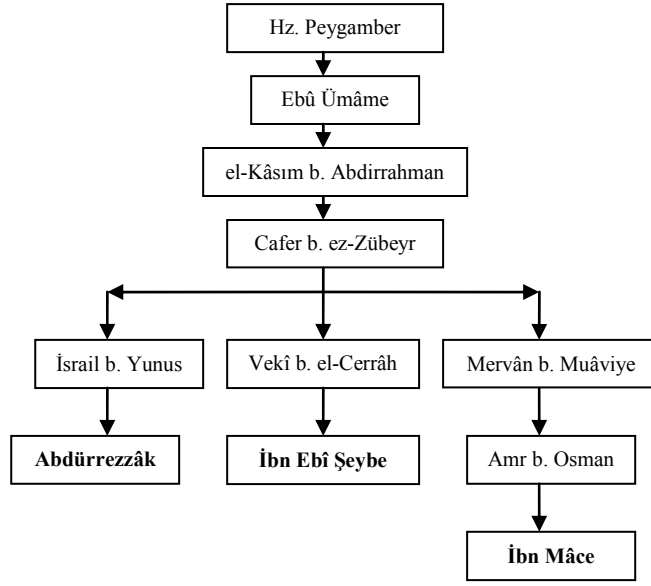 Hz. Peygamber
Ebû Ümâme
el-Kâsım b. Abdirrahman
Cafer b. ez-Zübeyr
İsrail b. Yunus
Vekî b. el-Cerrâh
Mervân b. Muâviye
Abdürrezzâk
İbn Ebî Şeybe
Amr b. Osman
İbn Mâce